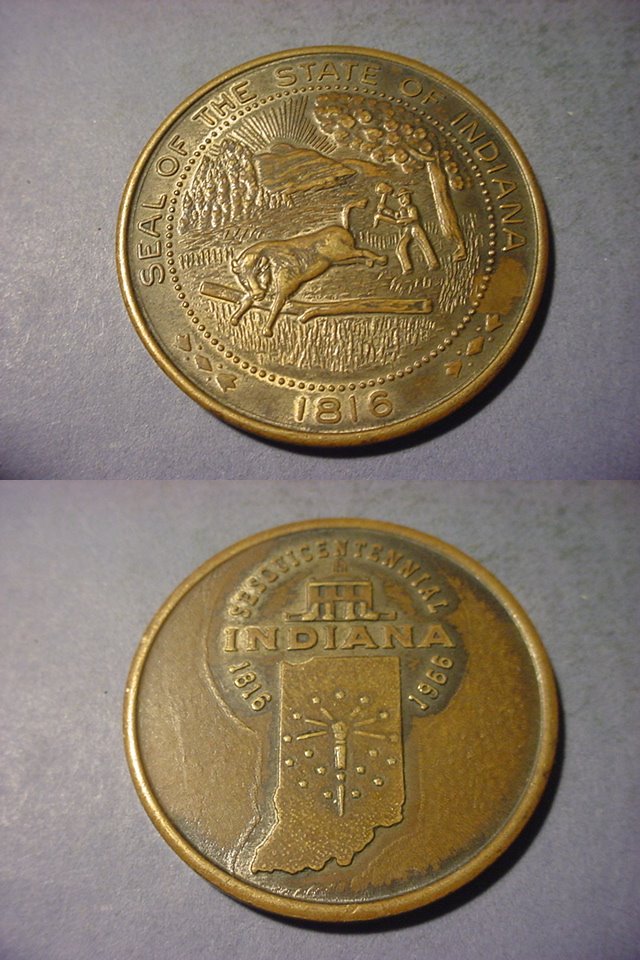 SEAL OF THE STATE OF INDIANA
1816
SESQUICENTENNIAL
INDIANA
1816 1966